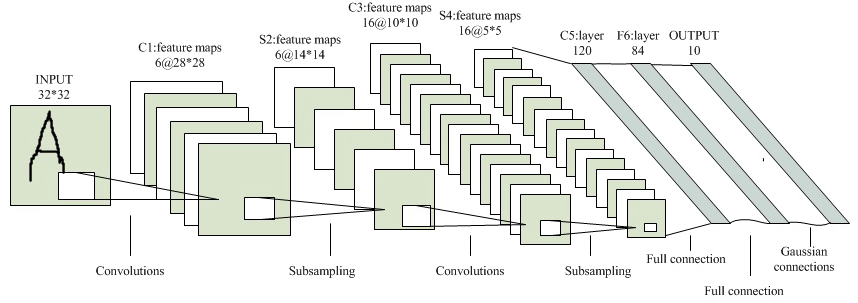 INPUT
32*32
C1:feature maps
6@28*28
S2:feature maps
6@14*14
C3:feature maps
16@10*10
S4:feature maps
16@5*5
C5:layer
120
F6:layer
84
OUTPUT
10
A
Convolutions
Subsampling
Convolutions
Subsampling
Full connection
Full connection
Gaussian
connections